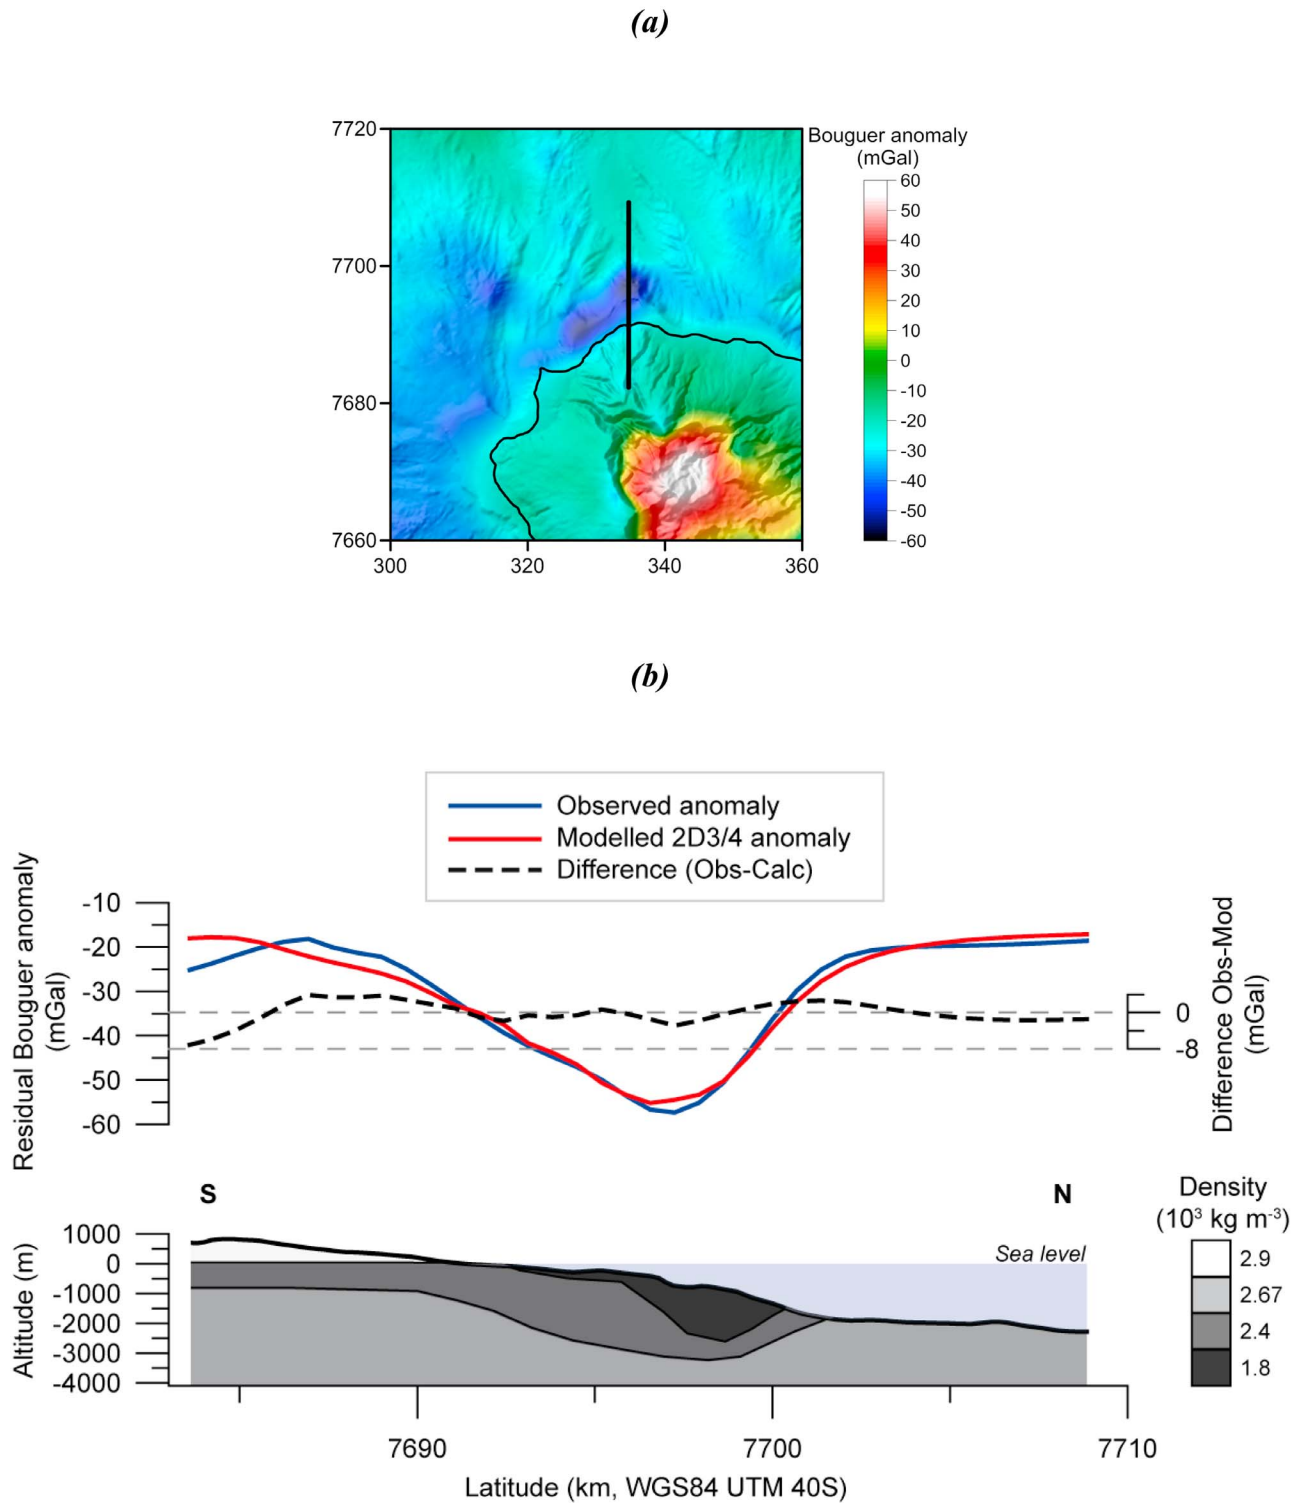 (a)
Bouguer anomaly
(mGal)
7720
7700
7680
7660
300 320 340 360
60
50
40
30
20
10
0
-10
-20
-30
-40
-50
-60
(b)
Observed anomaly
Modelled 2D3/4 anomaly
Difference (Obs-Calc)
Residual Bouguer anomaly
(mGal)
-10
-20
-30
-40
-50
-60
0
-8
Difference Obs-Mod
(mGal)
S N
Altitude (m)
1000
0
-1000
-2000
-3000
-4000
Sea level
Density
(10³ kg m⁻³)
2.9
2.67
2.4
1.8
7690 7700 7710
Latitude (km, WGS84 UTM 40S)